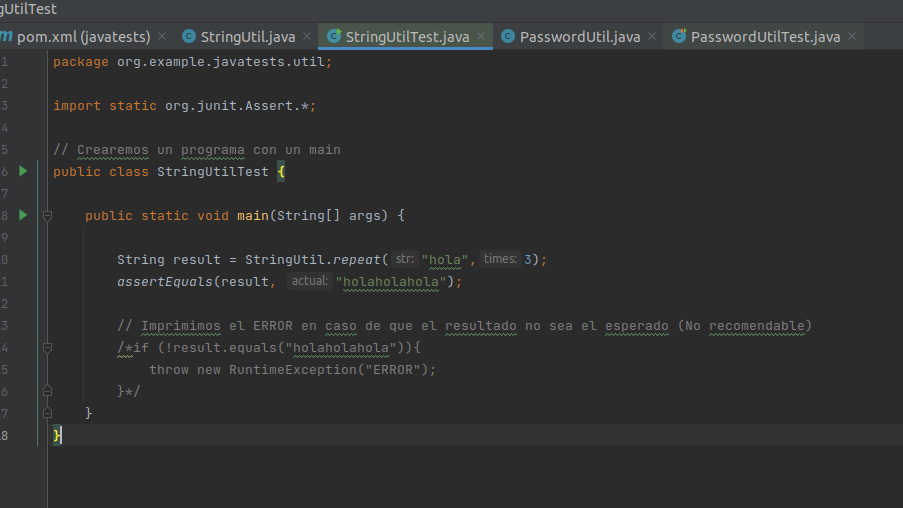 gUtilTest
m pom.xml (javatests) × C StringUtil.java × C StringUtilTest.java × C PasswordUtil.java × C PasswordUtilTest.java ×
1 package org.example.javatests.util;
2
3 import static org.junit.Assert.*;
4
5 // Crearemos un programa con un main
6 public class StringUtilTest {
7
8 public static void main(String[] args) {
9
0 String result = StringUtil.repeat( str: "hola", times: 3);
1 assertEquals(result, actual: "holaholahola");
2
3 // Imprimimos el ERROR en caso de que el resultado no sea el esperado (No recomendable)
4 /*if (!result.equals("holaholahola")){
5 throw new RuntimeException("ERROR");
6 }*/
7 }
8 }